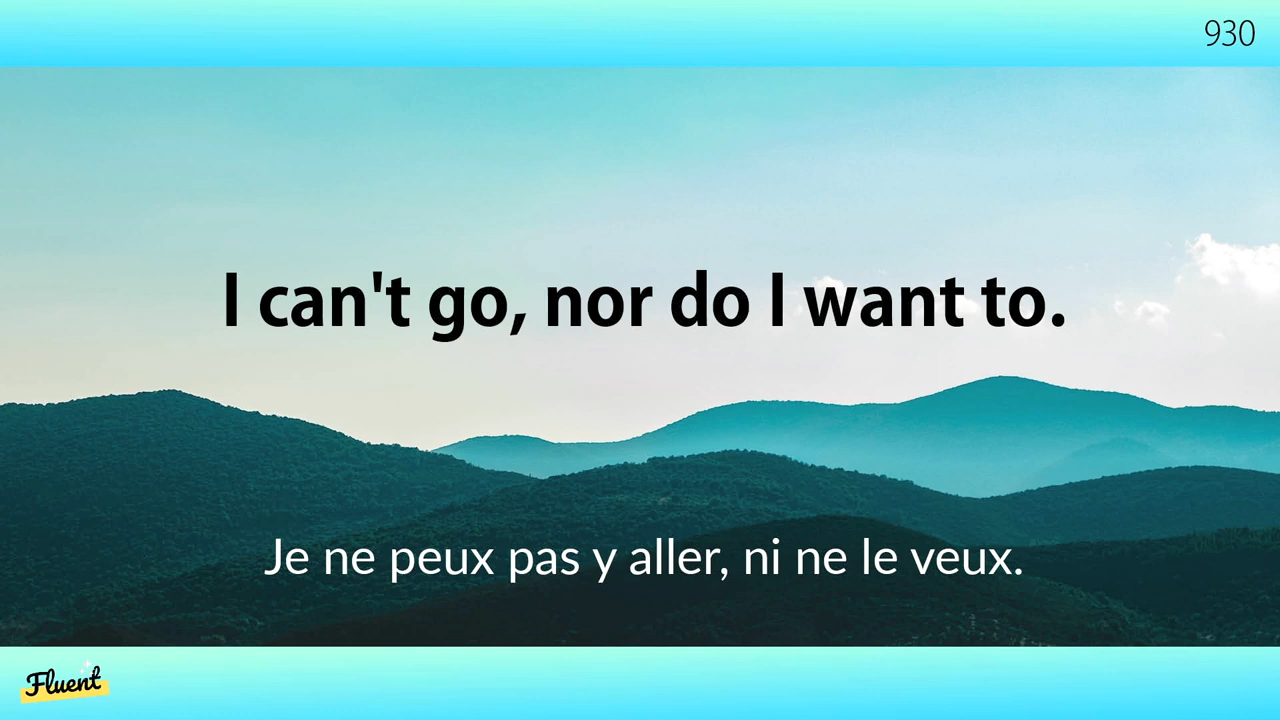 930
I can't go, nor do I want to.
Je ne peux pas y aller, ni ne le veux.
Fluent